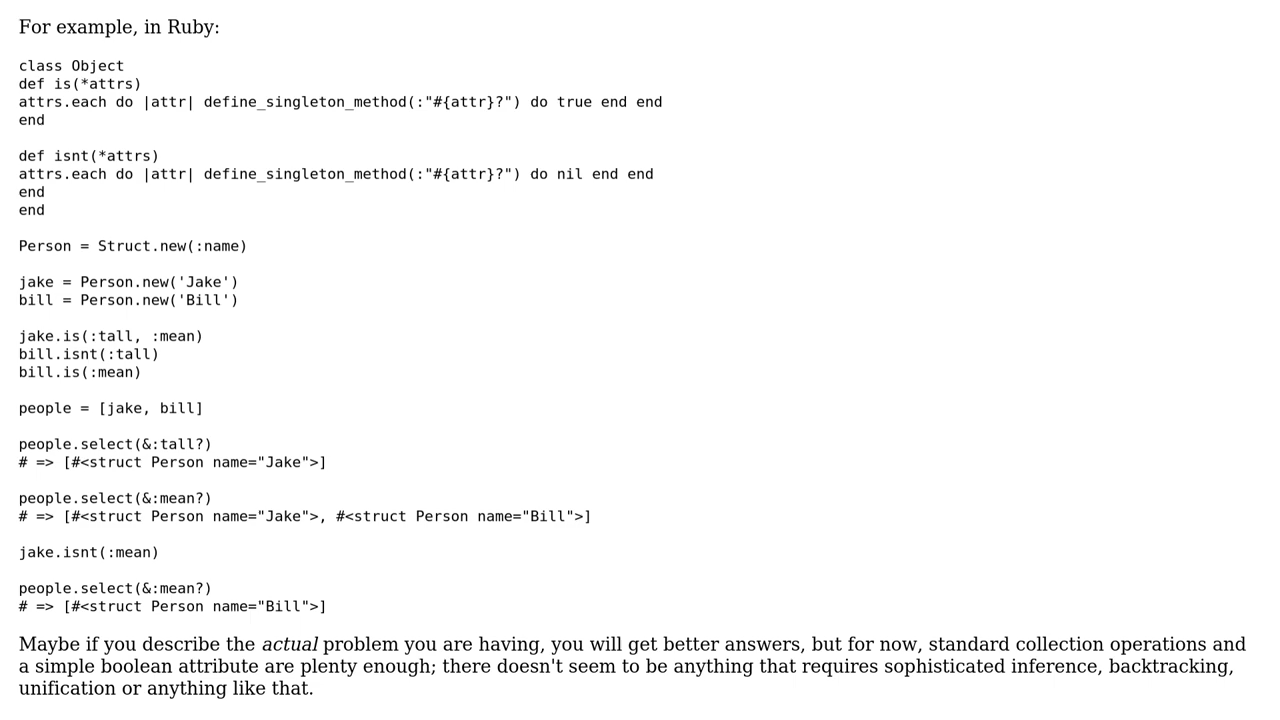 For example, in Ruby:
class Object
def is(*attrs)
attrs.each do |attr| define_singleton_method(:"#{attr}?") do true end end
end
def isnt(*attrs)
attrs.each do |attr| define_singleton_method(:"#{attr}?") do nil end end
end
end
Person = Struct.new(:name)
jake = Person.new('Jake')
bill = Person.new('Bill')
jake.is(:tall, :mean)
bill.isnt(:tall)
bill.is(:mean)
people = [jake, bill]
people.select(&:tall?)
# => [#<struct Person name="Jake">]
people.select(&:mean?)
# => [#<struct Person name="Jake">, #<struct Person name="Bill">]
jake.isnt(:mean)
people.select(&:mean?)
# => [#<struct Person name="Bill">]
Maybe if you describe the actual problem you are having, you will get better answers, but for now, standard collection operations and
a simple boolean attribute are plenty enough; there doesn't seem to be anything that requires sophisticated inference, backtracking,
unification or anything like that.